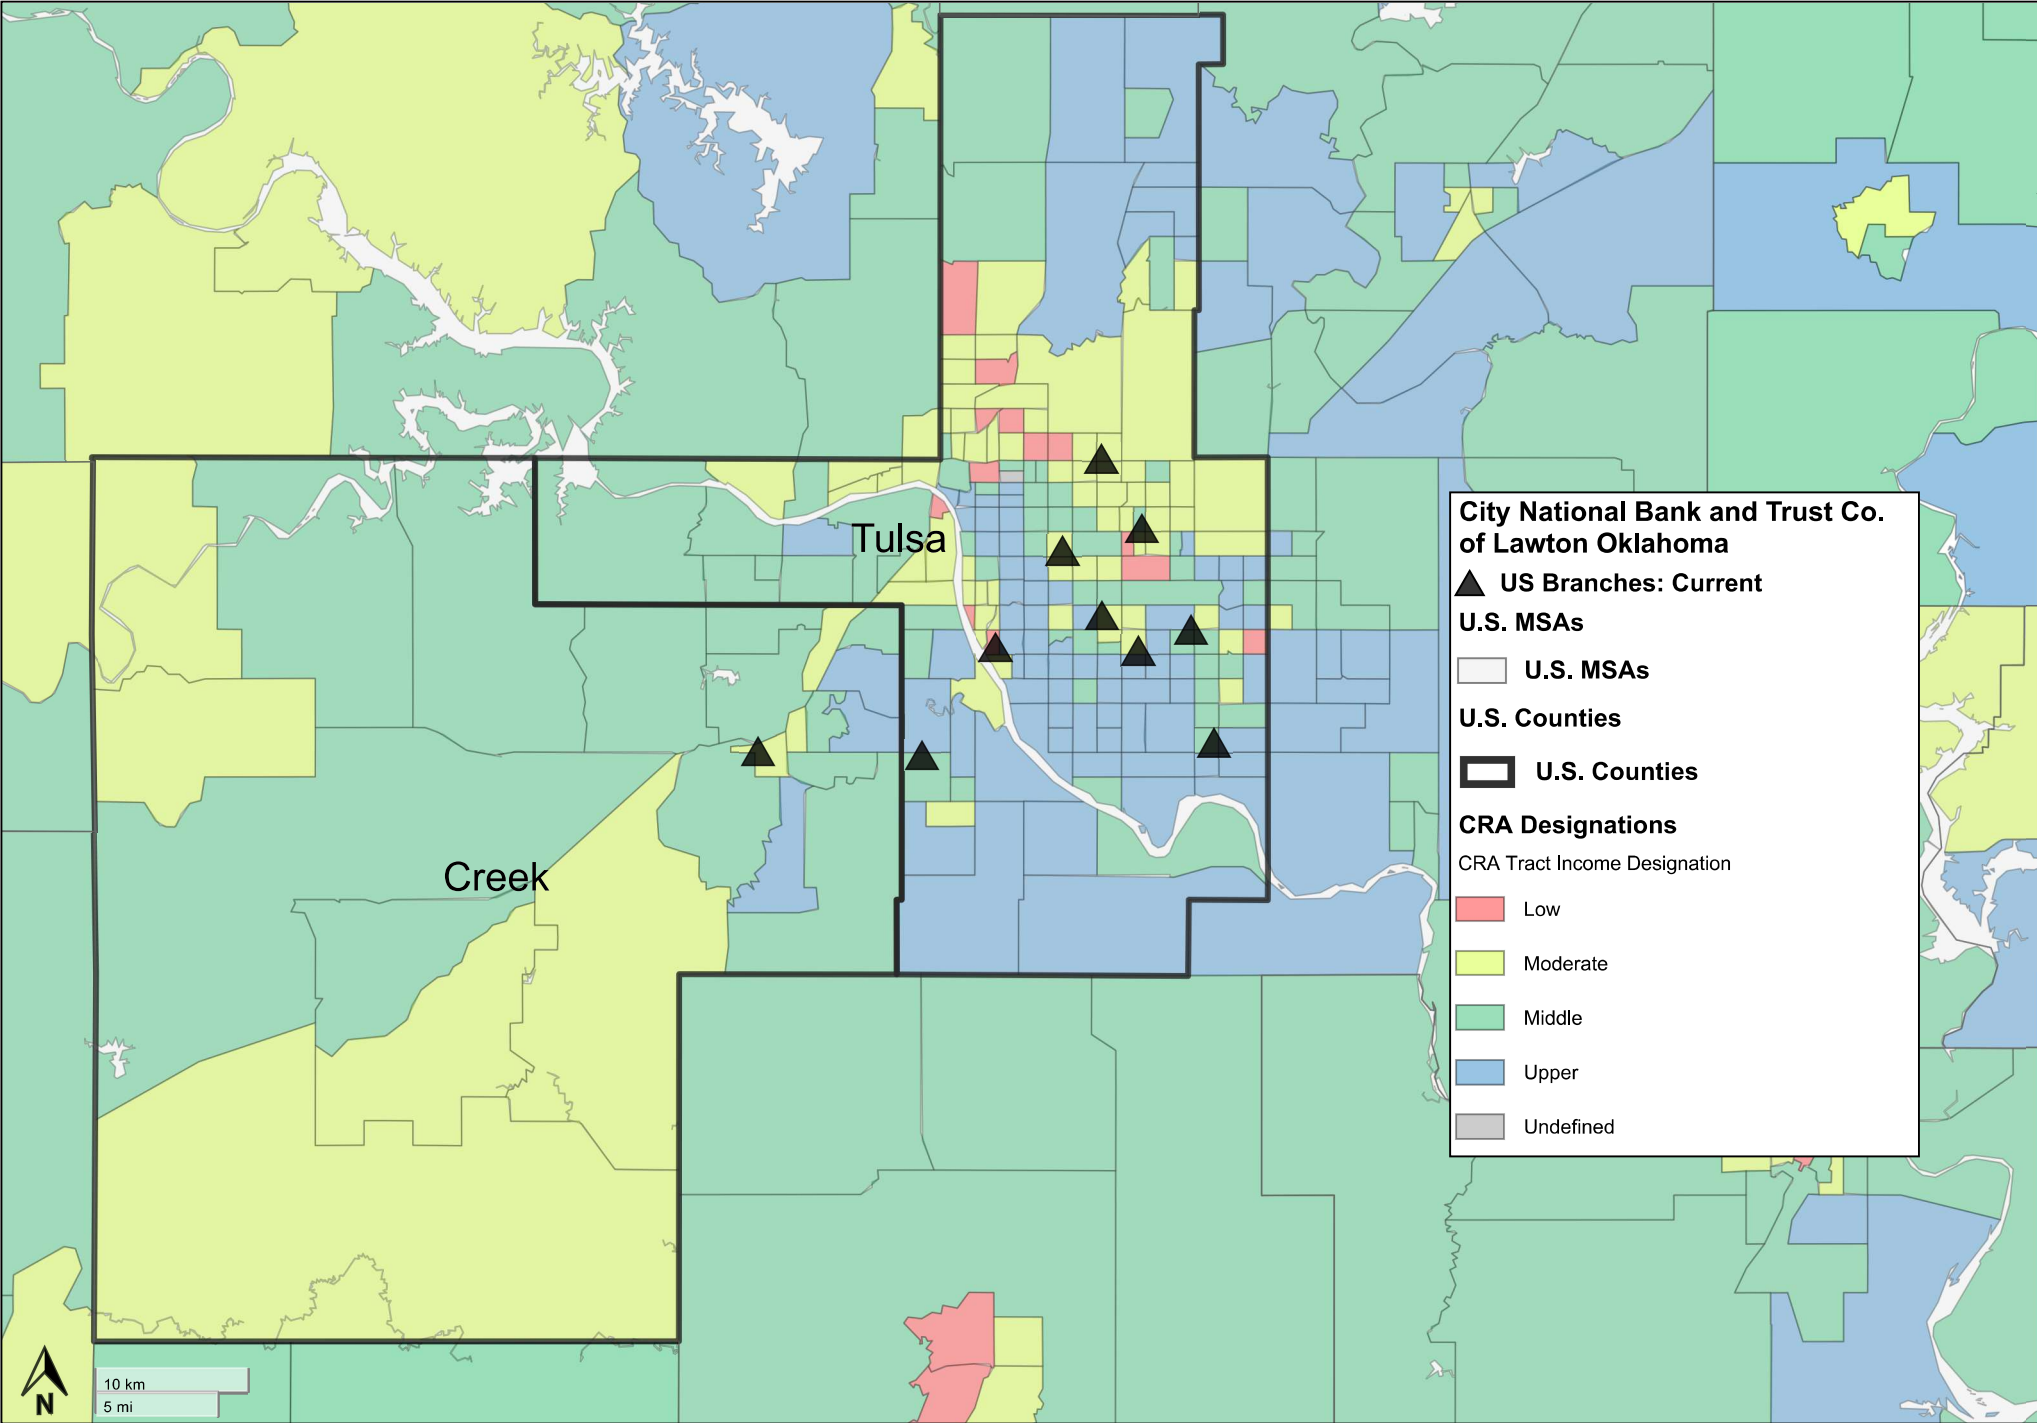 Tulsa
Creek
City National Bank and Trust Co.
of Lawton Oklahoma
US Branches: Current
U.S. MSAs
U.S. MSAs
U.S. Counties
U.S. Counties
CRA Designations
CRA Tract Income Designation
Low
Moderate
Middle
Upper
Undefined
N
10 km
5 mi